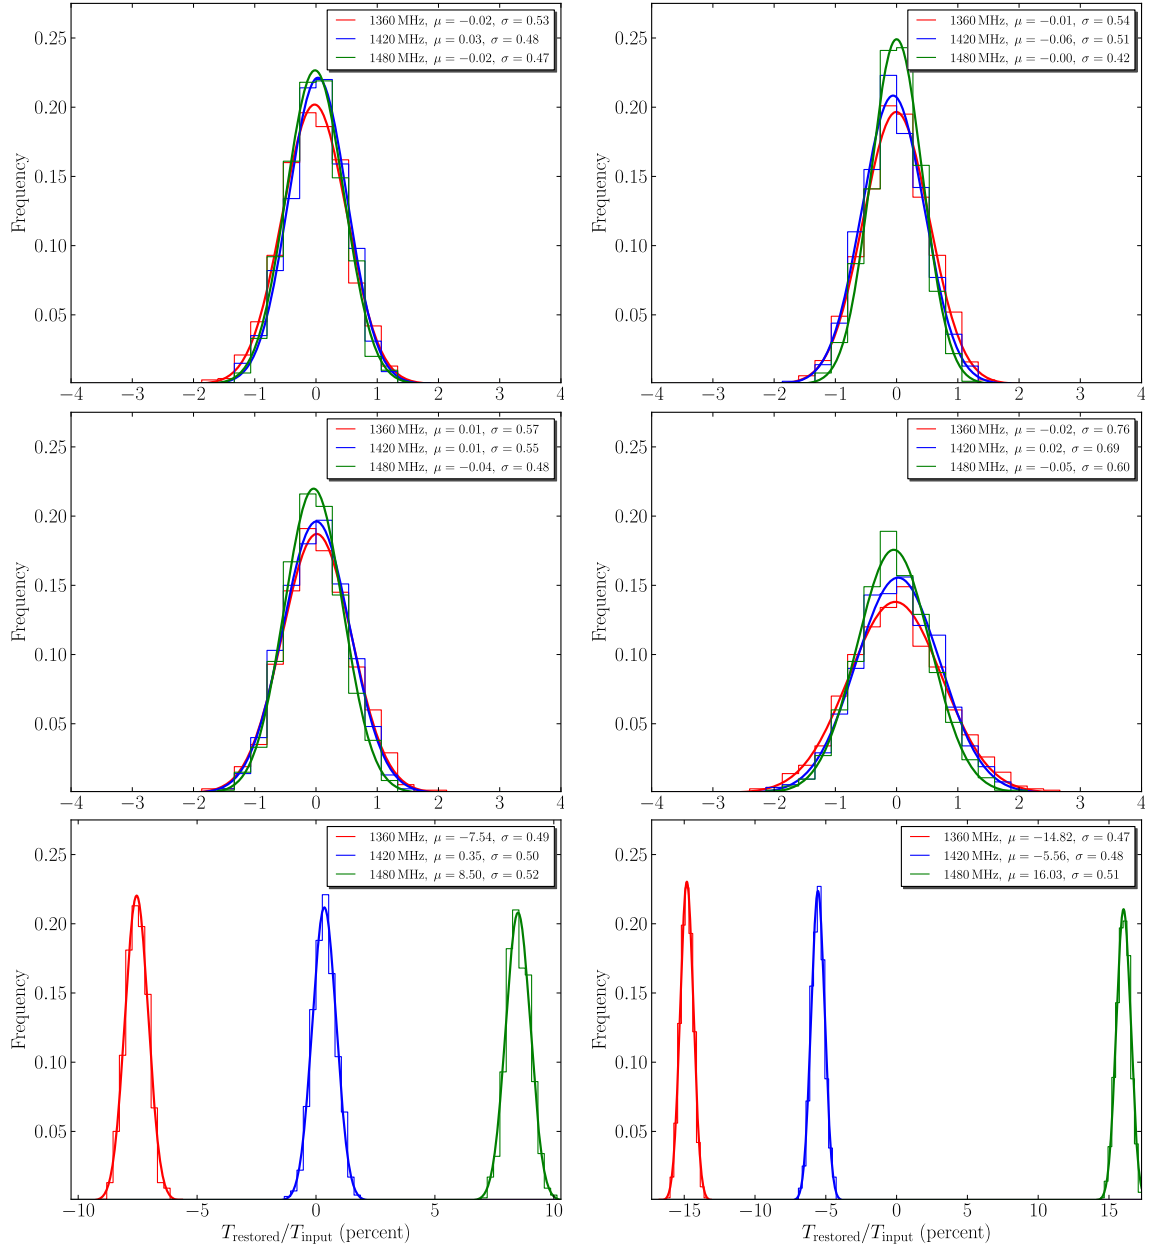 1360 MHz, μ = −0.02, σ = 0.53
1420 MHz, μ = 0.03, σ = 0.48
1480 MHz, μ = −0.02, σ = 0.47
0.25
0.20
0.15
0.10
0.05
Frequency
−4 −3 −2 −1 0 1 2 3 4
1360 MHz, μ = −0.01, σ = 0.54
1420 MHz, μ = −0.06, σ = 0.51
1480 MHz, μ = −0.00, σ = 0.42
0.25
0.20
0.15
0.10
0.05
Frequency
−4 −3 −2 −1 0 1 2 3 4
1360 MHz, μ = 0.01, σ = 0.57
1420 MHz, μ = 0.01, σ = 0.55
1480 MHz, μ = −0.04, σ = 0.48
0.25
0.20
0.15
0.10
0.05
Frequency
−4 −3 −2 −1 0 1 2 3 4
1360 MHz, μ = −0.02, σ = 0.76
1420 MHz, μ = 0.02, σ = 0.69
1480 MHz, μ = −0.05, σ = 0.60
0.25
0.20
0.15
0.10
0.05
Frequency
−4 −3 −2 −1 0 1 2 3 4
1360 MHz, μ = −7.54, σ = 0.49
1420 MHz, μ = 0.35, σ = 0.50
1480 MHz, μ = 8.50, σ = 0.52
0.25
0.20
0.15
0.10
0.05
Frequency
−10 −5 0 5 10
T_restored/T_input (percent)
1360 MHz, μ = −14.82, σ = 0.47
1420 MHz, μ = −5.56, σ = 0.48
1480 MHz, μ = 16.03, σ = 0.51
0.25
0.20
0.15
0.10
0.05
Frequency
−15 −10 −5 0 5 10 15
T_restored/T_input (percent)